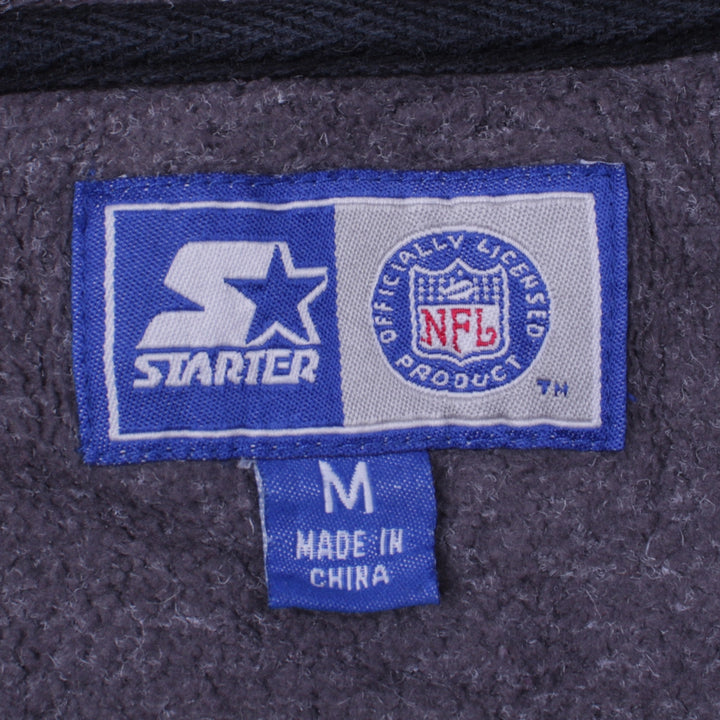 STARTER
OFFICIALLY LICENSED
NFL
PRODUCT
TM
M
MADE IN
CHINA